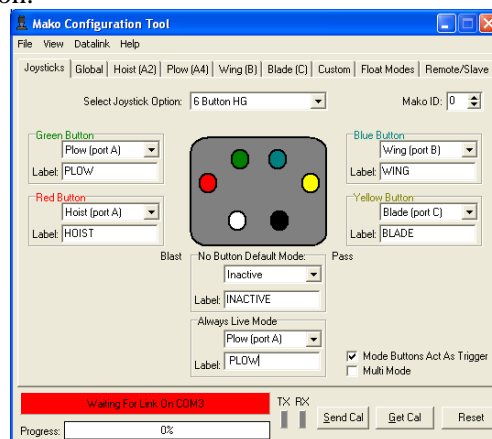 on.
Mako Configuration Tool
File View Datalink Help
Joysticks Global Hoist (A2) Plow (A4) Wing (B) Blade (C) Custom Float Modes Remote/Slave
Select Joystick Option: 6 Button HG Mako ID: 0
Green Button
Plow (port A)
Label: PLOW
Blue Button
Wing (port B)
Label: WING
Red Button
Hoist (port A)
Label: HOIST
Yellow Button
Blade (port C)
Label: BLADE
Blast No Button Default Mode: Pass
Inactive
Label: INACTIVE
Always Live Mode
Plow (port A)
Label: PLOW
Mode Buttons Act As Trigger
Multi Mode
Waiting For Link On COM3 TX RX
Send Cal Get Cal Reset
Progress: 0%